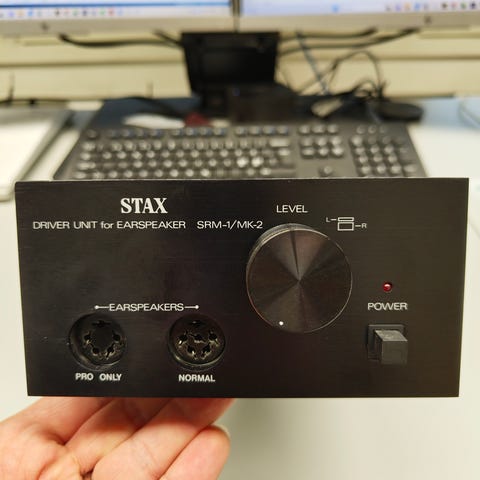 STAX
DRIVER UNIT for EARSPEAKER SRM-1/MK-2
LEVEL
L R
EARSPEAKERS
POWER
PRO ONLY
NORMAL